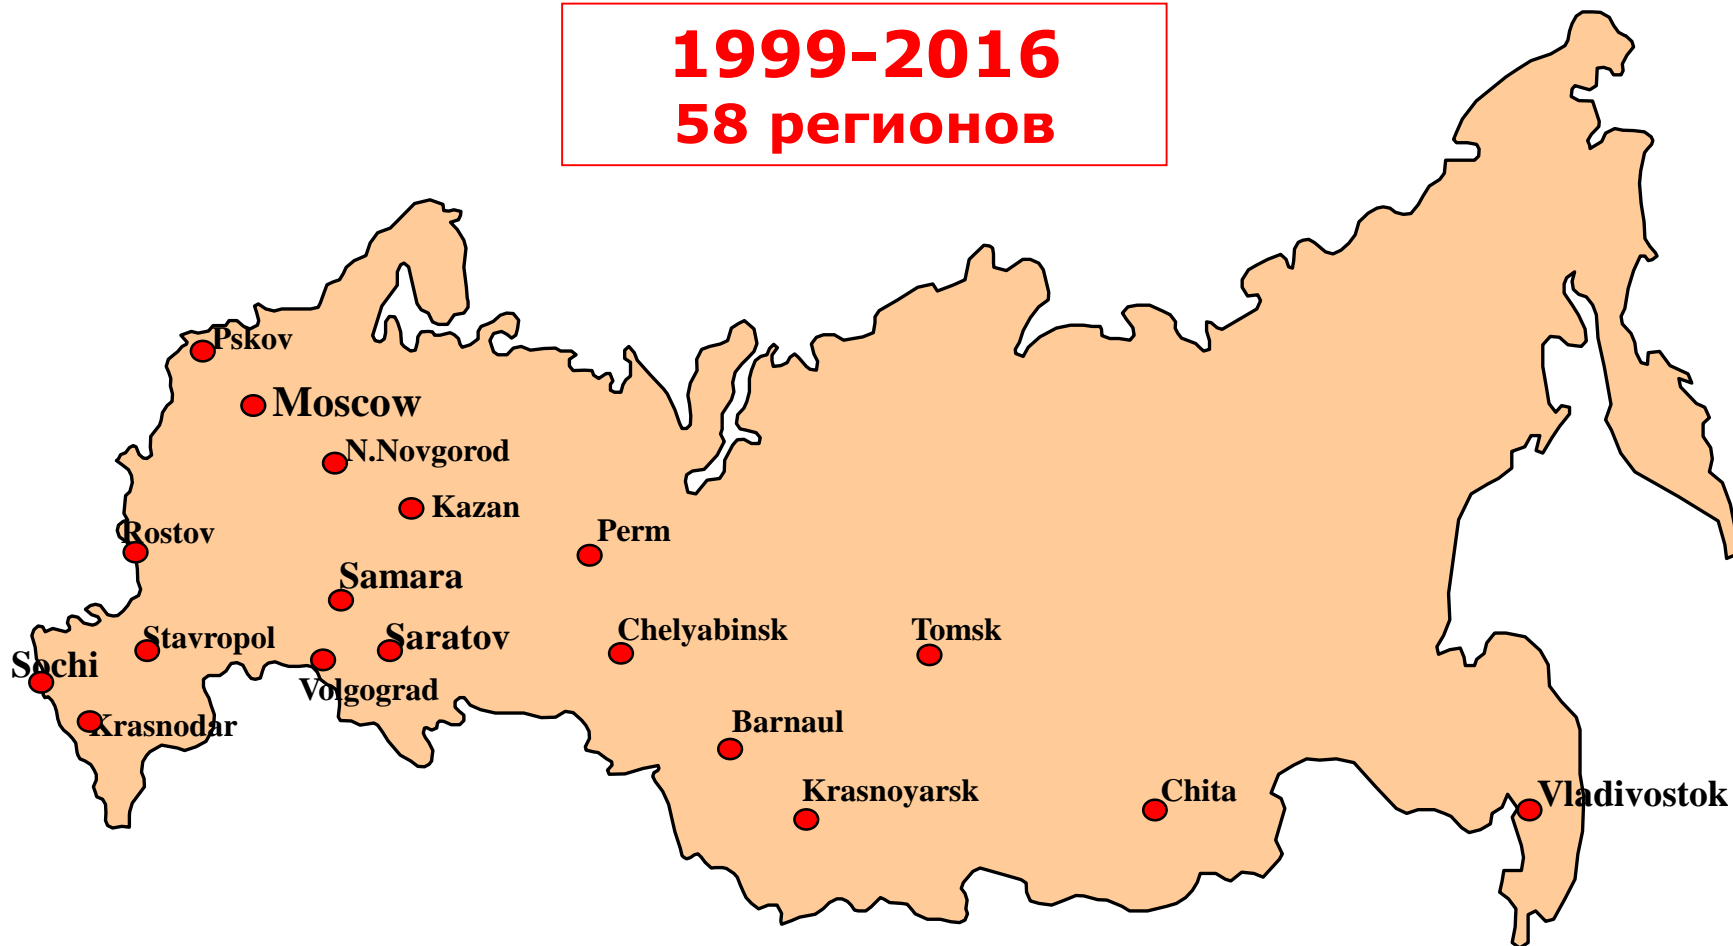 1999-2016
58 регионов
Pskov
Moscow
N.Novgorod
Kazan
Rostov
Perm
Samara
Stavropol
Saratov
Chelyabinsk
Tomsk
Sochi
Volgograd
Krasnodar
Barnaul
Krasnoyarsk
Chita
Vladivostok